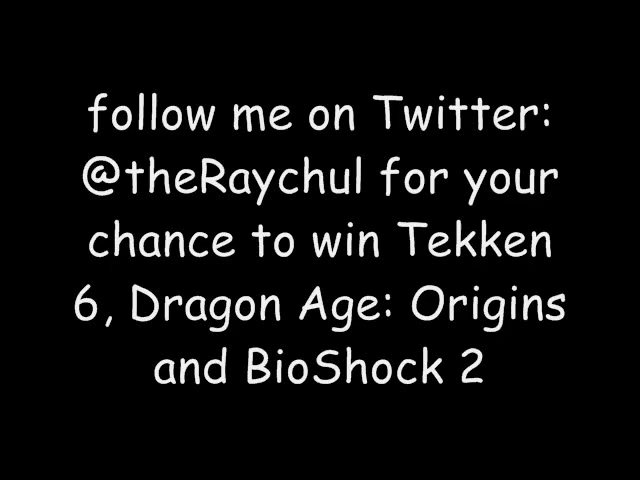 follow me on Twitter:
@theRaychul for your
chance to win Tekken
6, Dragon Age: Origins
and BioShock 2